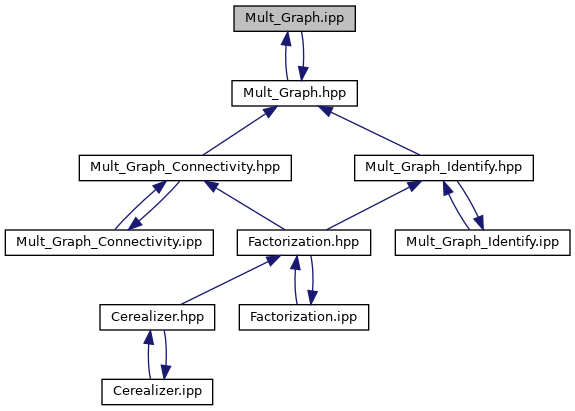 Mult_Graph.ipp
Mult_Graph.hpp
Mult_Graph_Connectivity.hpp
Mult_Graph_Identify.hpp
Mult_Graph_Connectivity.ipp
Factorization.hpp
Mult_Graph_Identify.ipp
Cerealizer.hpp
Factorization.ipp
Cerealizer.ipp